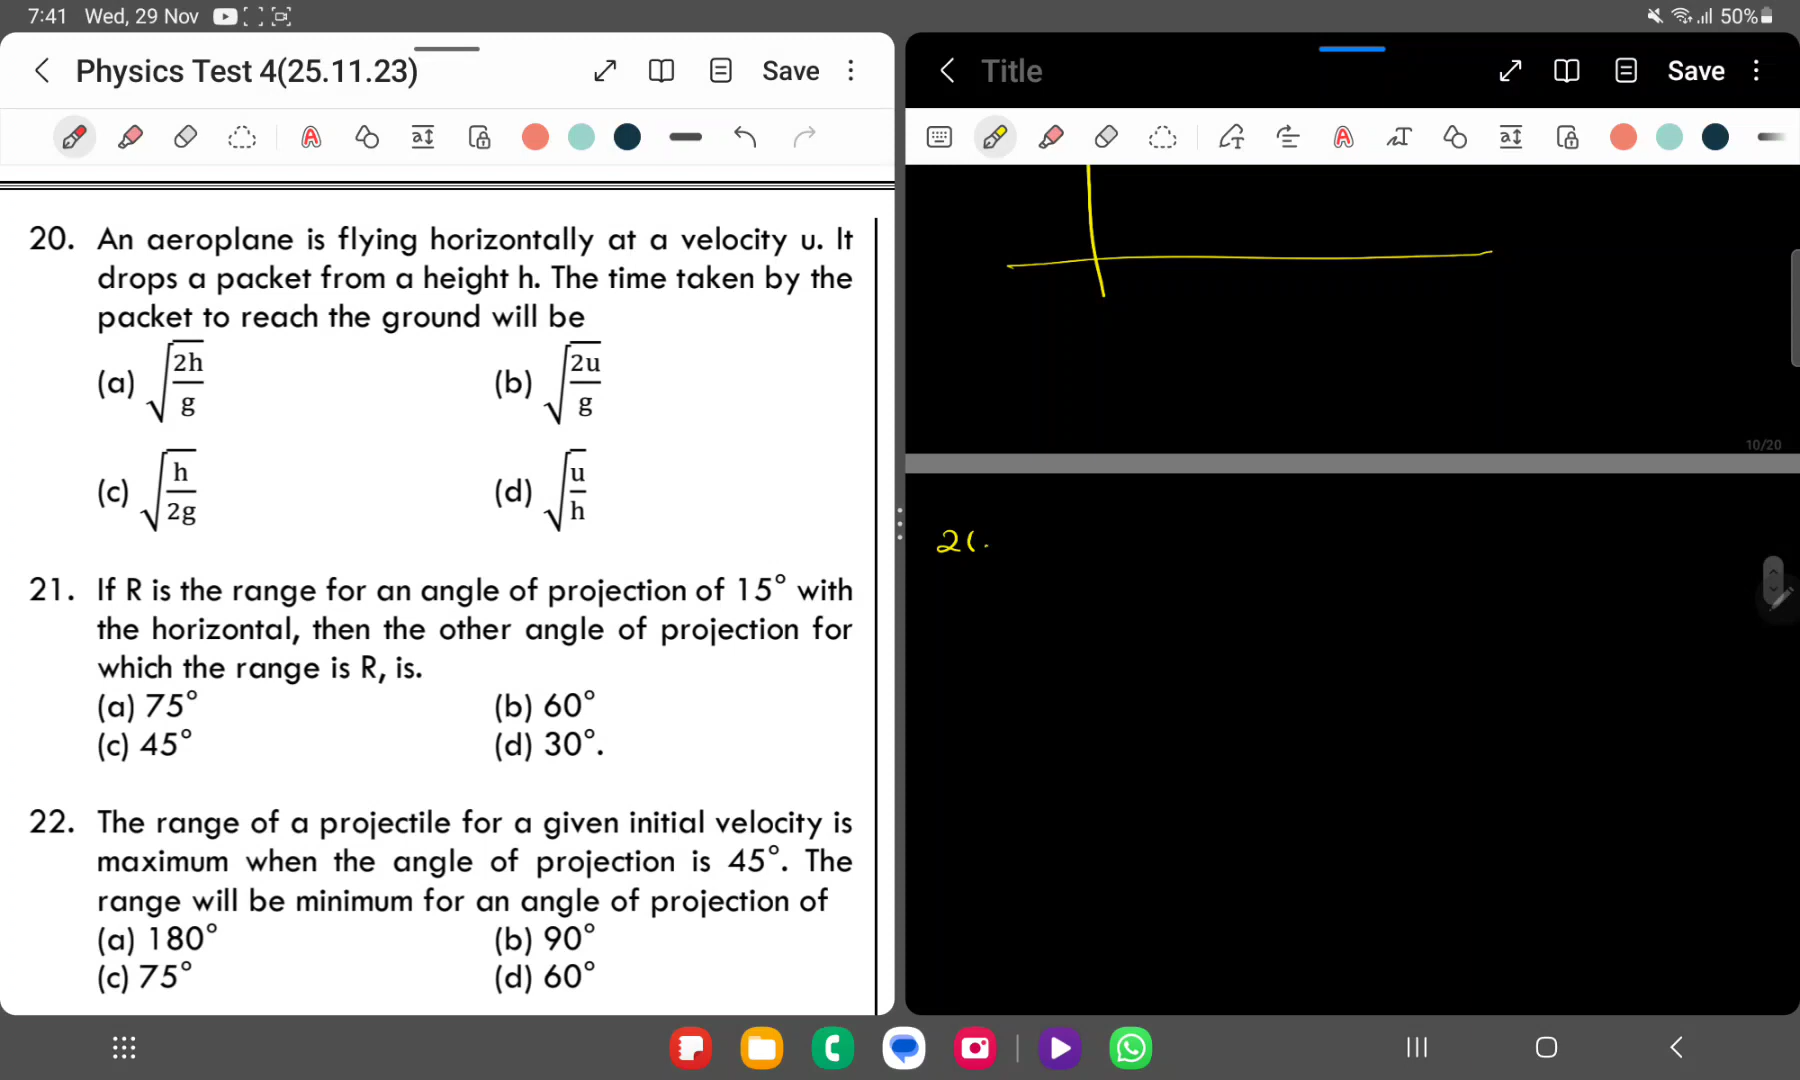 7:41 Wed, 29 Nov
50%
Physics Test 4(25.11.23)
Save
Title
Save
20. An aeroplane is flying horizontally at a velocity u. It
drops a packet from a height h. The time taken by the
packet to reach the ground will be
(a) √(2h/g) (b) √(2u/g)
(c) √(h/2g) (d) √(u/h)
21. If R is the range for an angle of projection of 15° with
the horizontal, then the other angle of projection for
which the range is R, is.
(a) 75° (b) 60°
(c) 45° (d) 30°.
22. The range of a projectile for a given initial velocity is
maximum when the angle of projection is 45°. The
range will be minimum for an angle of projection of
(a) 180° (b) 90°
(c) 75° (d) 60°
10/20
21.